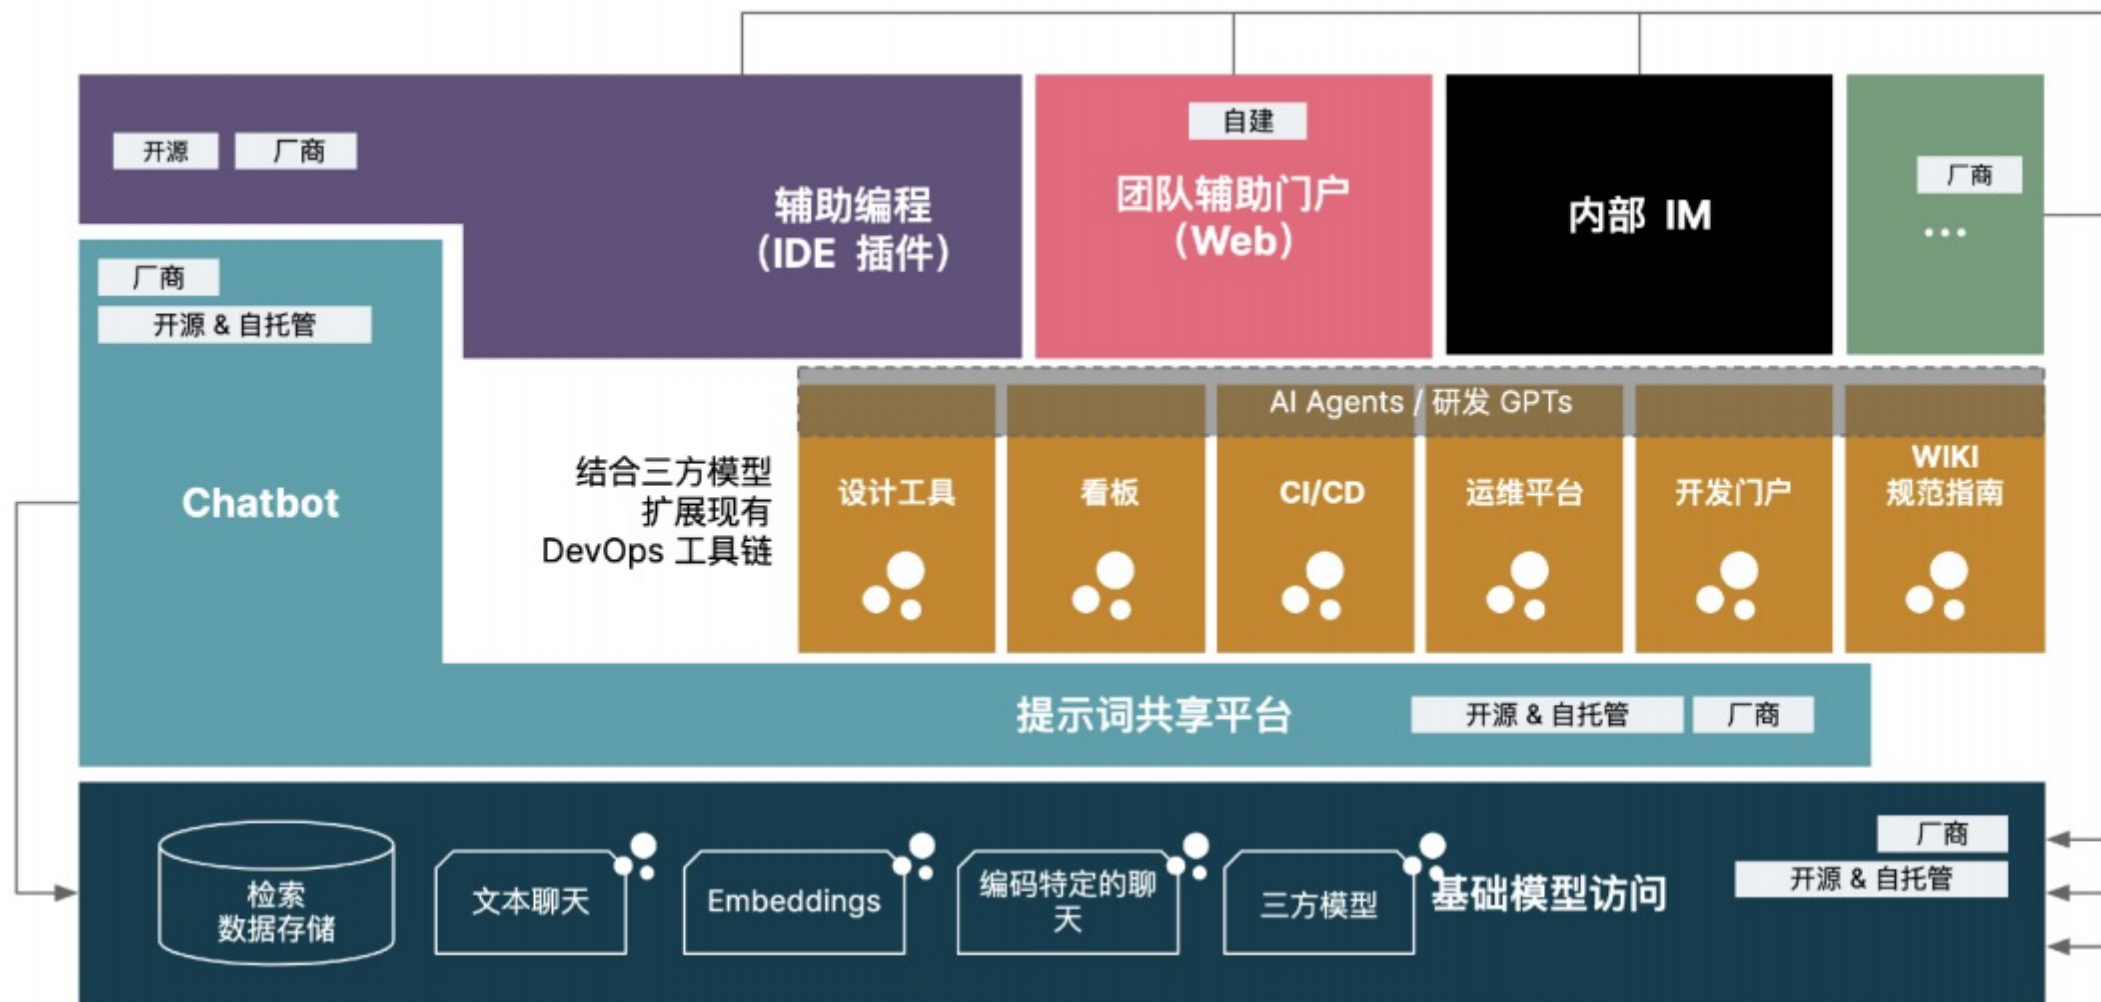 开源
厂商
辅助编程
（IDE 插件）
自建
团队辅助门户
（Web）
内部 IM
厂商
...
厂商
开源 & 自托管
Chatbot
结合三方模型
扩展现有
DevOps 工具链
AI Agents / 研发 GPTs
设计工具
看板
CI/CD
运维平台
开发门户
WIKI
规范指南
提示词共享平台
开源 & 自托管
厂商
检索
数据存储
文本聊天
Embeddings
编码特定的聊
天
三方模型
基础模型访问
厂商
开源 & 自托管